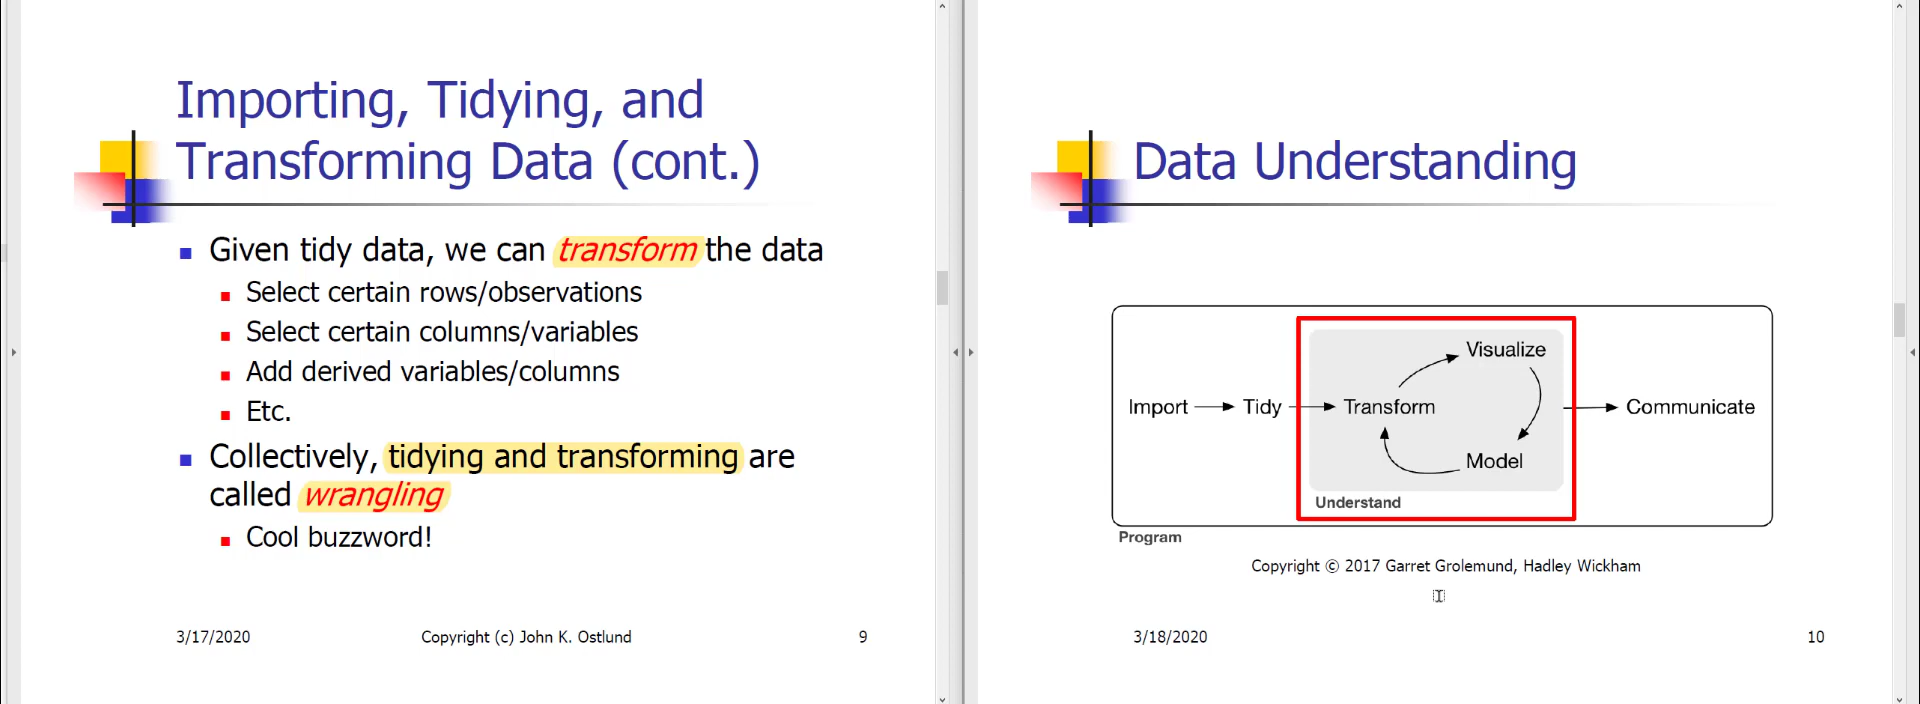 Importing, Tidying, and
Transforming Data (cont.)
Given tidy data, we can transform the data
Select certain rows/observations
Select certain columns/variables
Add derived variables/columns
Etc.
Collectively, tidying and transforming are
called wrangling
Cool buzzword!
3/17/2020 Copyright (c) John K. Ostlund 9
Data Understanding
Visualize
Import Tidy Transform Communicate
Model
Understand
Program
Copyright © 2017 Garret Grolemund, Hadley Wickham
3/18/2020 10